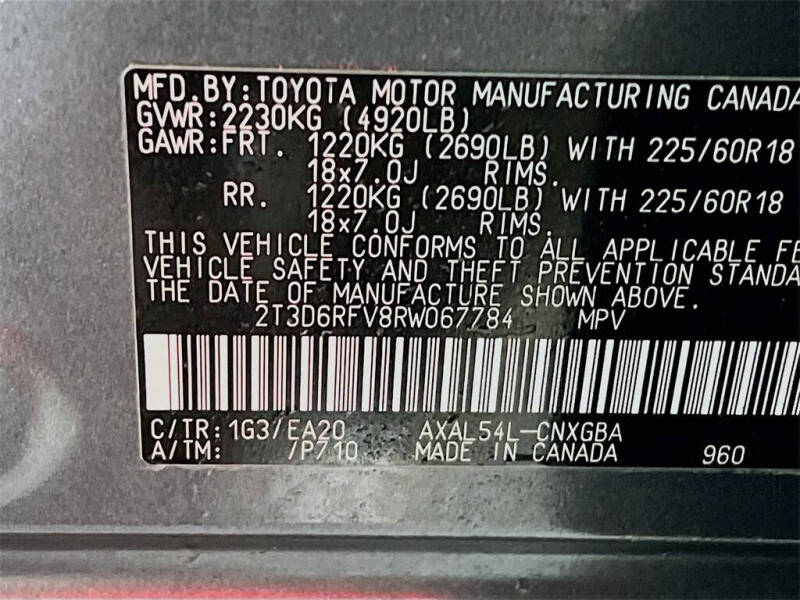 MFD.BY:TOYOTA MOTOR MANUFACTURING CANADA
GVWR:2230KG (4920LB)
GAWR:FRT. 1220KG (2690LB) WITH 225/60R18
18x7.0J RIMS.
RR. 1220KG (2690LB) WITH 225/60R18
18x7.0J RIMS.
THIS VEHICLE CONFORMS TO ALL APPLICABLE FE
VEHICLE SAFETY AND THEFT PREVENTION STANDA
THE DATE OF MANUFACTURE SHOWN ABOVE.
2T3D6RFV8RW067784 MPV
C/TR:1G3/EA20 AXAL54L-CNXGBA
A/TM: /P710 MADE IN CANADA 960